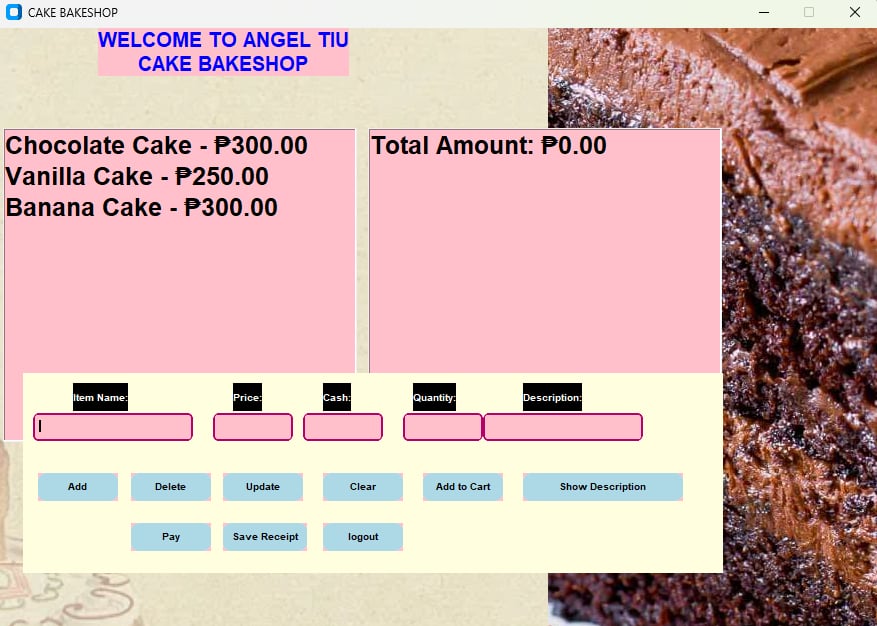 CAKE BAKESHOP
WELCOME TO ANGEL TIU
CAKE BAKESHOP
Chocolate Cake - ₱300.00
Vanilla Cake - ₱250.00
Banana Cake - ₱300.00
Total Amount: ₱0.00
Item Name: Price: Cash: Quantity: Description:
Add Delete Update Clear Add to Cart Show Description
Pay Save Receipt logout